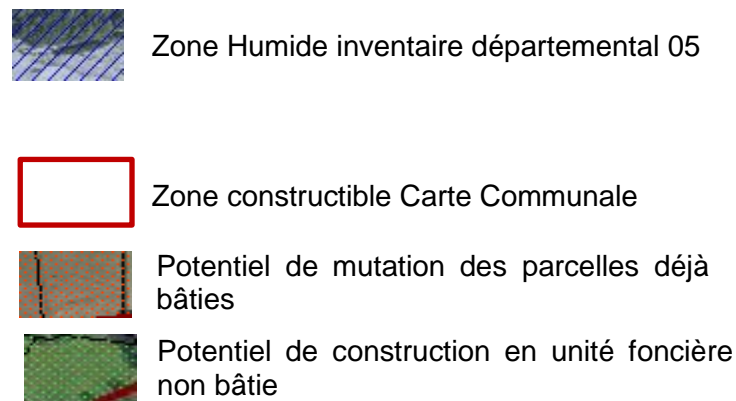 Zone Humide inventaire départemental 05
Zone constructible Carte Communale
Potentiel de mutation des parcelles déjà
bâties
Potentiel de construction en unité foncière
non bâtie